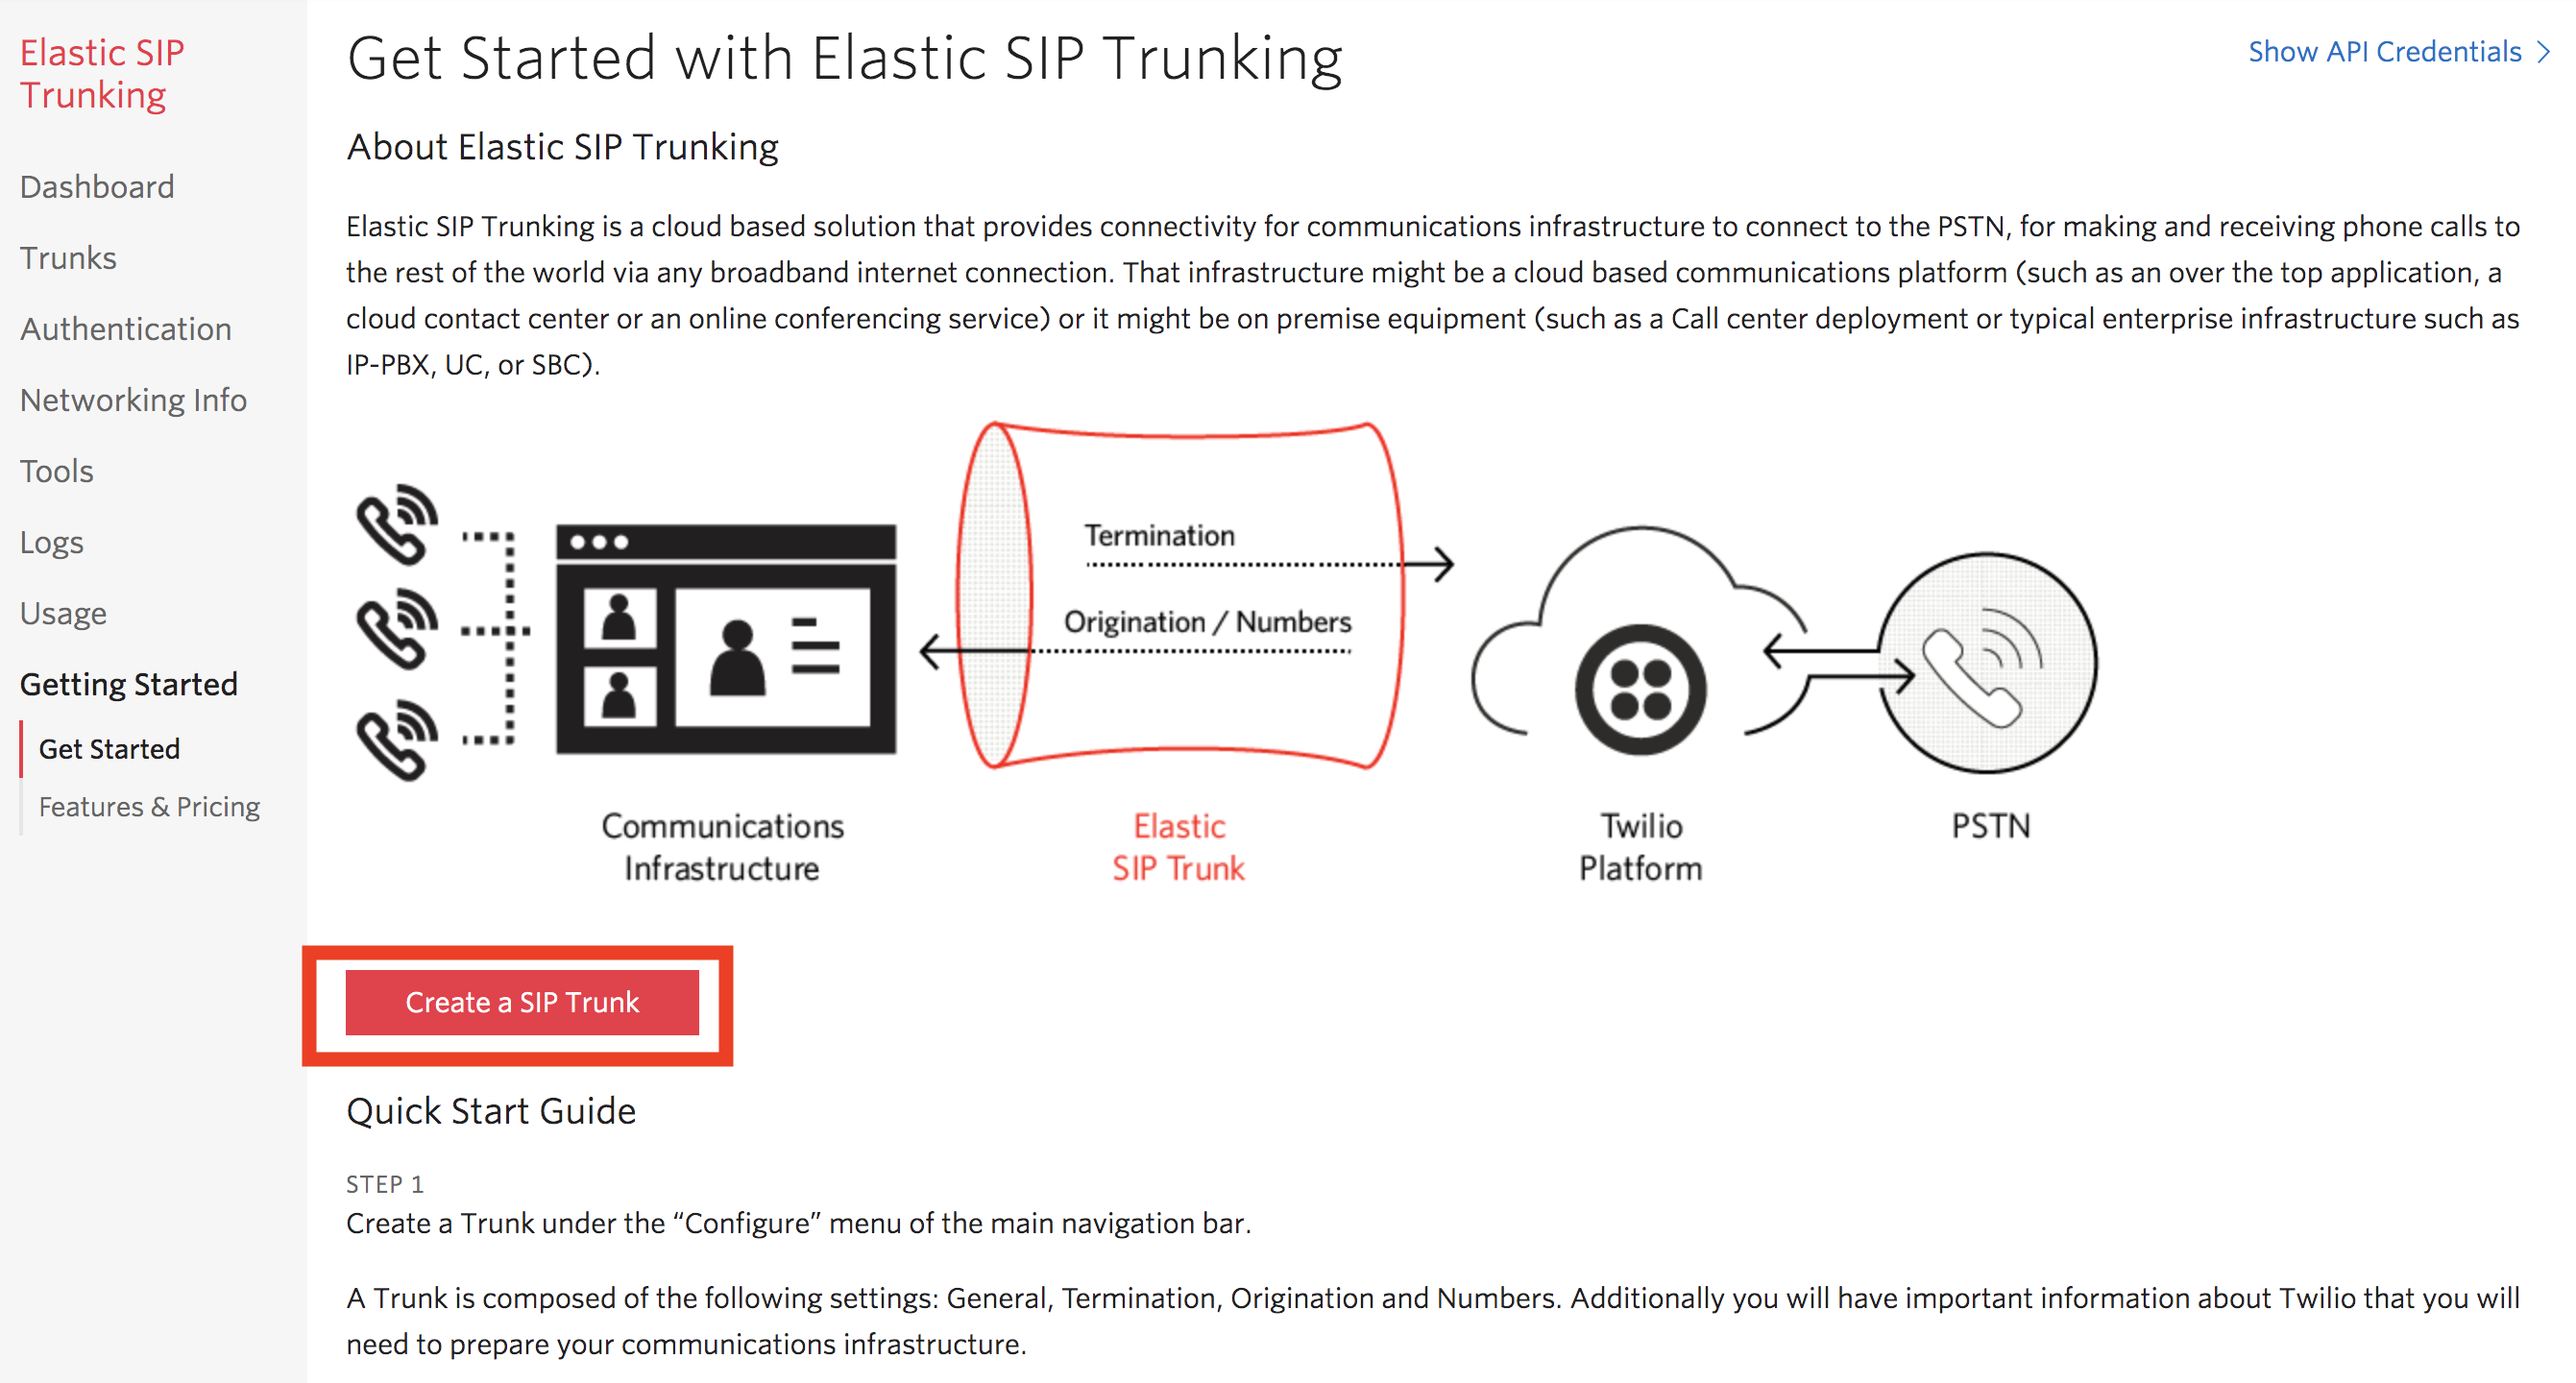 Elastic SIP
Trunking
Dashboard
Trunks
Authentication
Networking Info
Tools
Logs
Usage
Getting Started
Get Started
Features & Pricing
Get Started with Elastic SIP Trunking
Show API Credentials
About Elastic SIP Trunking
Elastic SIP Trunking is a cloud based solution that provides connectivity for communications infrastructure to connect to the PSTN, for making and receiving phone calls to
the rest of the world via any broadband internet connection. That infrastructure might be a cloud based communications platform (such as an over the top application, a
cloud contact center or an online conferencing service) or it might be on premise equipment (such as a Call center deployment or typical enterprise infrastructure such as
IP-PBX, UC, or SBC).
Termination
Origination / Numbers
Communications
Infrastructure
Elastic
SIP Trunk
Twilio
Platform
PSTN
Create a SIP Trunk
Quick Start Guide
STEP 1
Create a Trunk under the “Configure” menu of the main navigation bar.
A Trunk is composed of the following settings: General, Termination, Origination and Numbers. Additionally you will have important information about Twilio that you will
need to prepare your communications infrastructure.